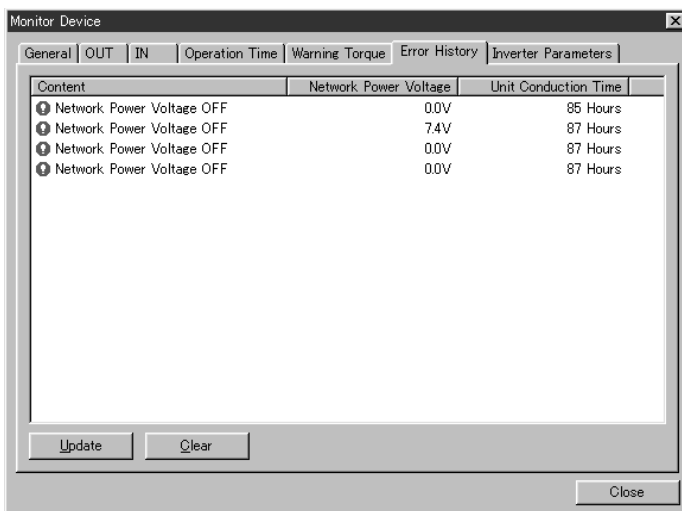 Monitor Device
General OUT IN Operation Time Warning Torque Error History Inverter Parameters
Content Network Power Voltage Unit Conduction Time
Network Power Voltage OFF 0.0V 85 Hours
Network Power Voltage OFF 7.4V 87 Hours
Network Power Voltage OFF 0.0V 87 Hours
Network Power Voltage OFF 0.0V 87 Hours
Update Clear
Close